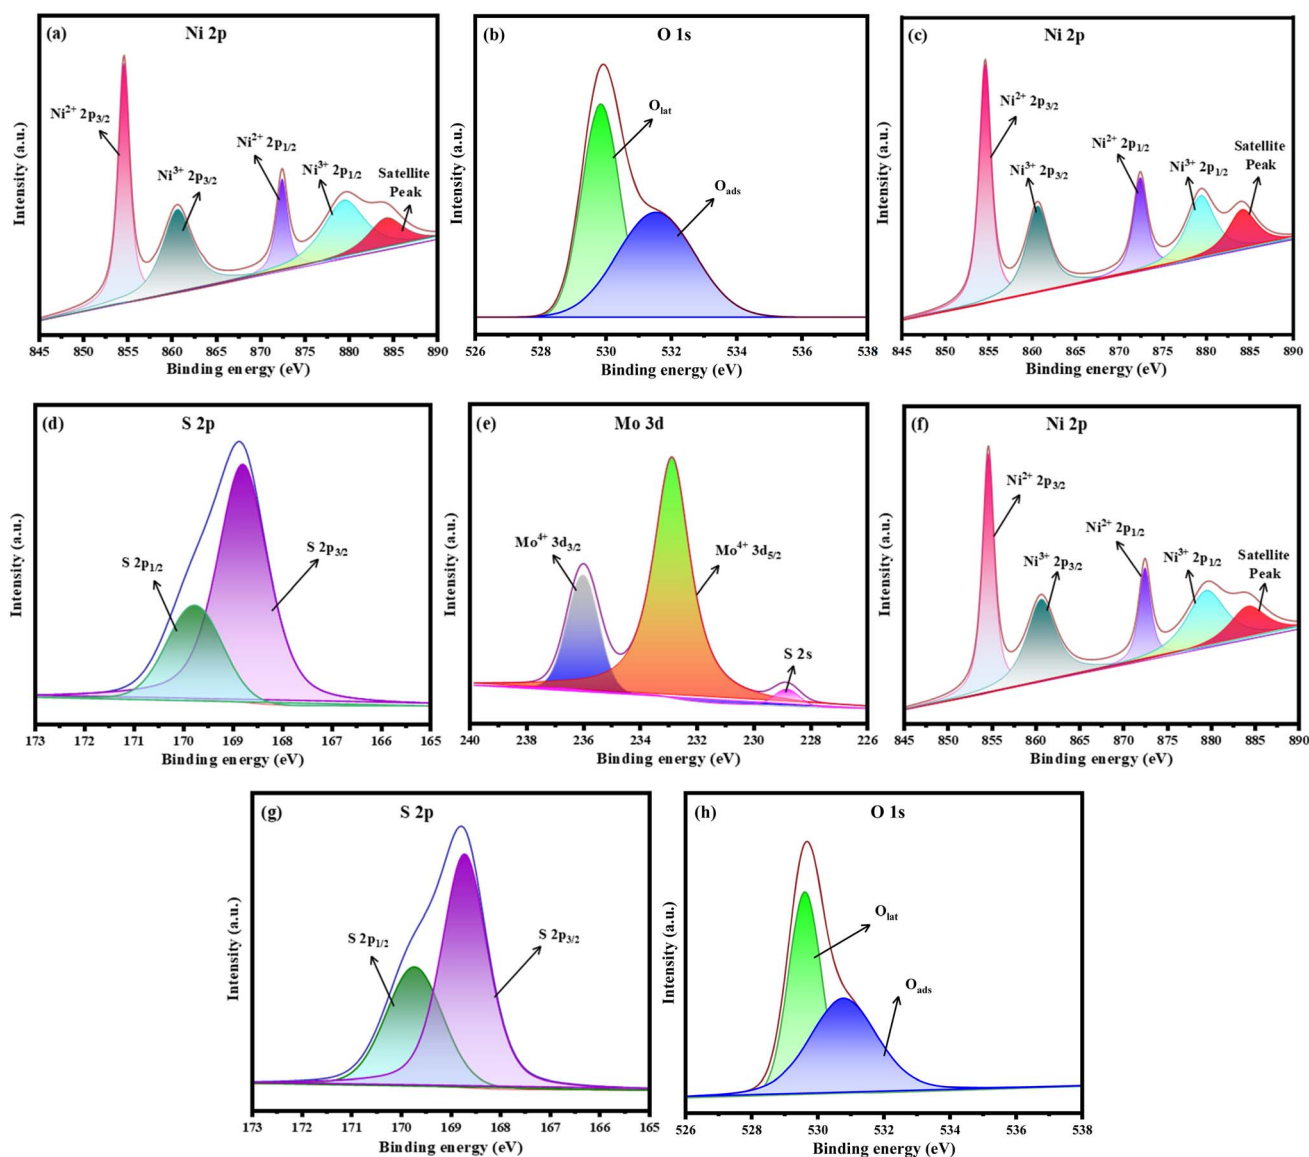 (a) Ni 2p
Ni²⁺ 2p₃/₂
Ni³⁺ 2p₃/₂
Ni²⁺ 2p₁/₂
Ni³⁺ 2p₁/₂
Satellite
Peak
Intensity (a.u.)
845 850 855 860 865 870 875 880 885 890
Binding energy (eV)
(b) O 1s
Oₗₐₜ
Oₐdₛ
Intensity (a.u.)
526 528 530 532 534 536 538
Binding energy (eV)
(c) Ni 2p
Ni²⁺ 2p₃/₂
Ni³⁺ 2p₃/₂
Ni²⁺ 2p₁/₂
Ni³⁺ 2p₁/₂
Satellite
Peak
Intensity (a.u.)
845 850 855 860 865 870 875 880 885 890
Binding energy (eV)
(d) S 2p
S 2p₁/₂
S 2p₃/₂
Intensity (a.u.)
173 172 171 170 169 168 167 166 165
Binding energy (eV)
(e) Mo 3d
Mo⁴⁺ 3d₃/₂
Mo⁴⁺ 3d₅/₂
S 2s
Intensity (a.u.)
240 238 236 234 232 230 228 226
Binding energy (eV)
(f) Ni 2p
Ni²⁺ 2p₃/₂
Ni³⁺ 2p₃/₂
Ni²⁺ 2p₁/₂
Ni³⁺ 2p₁/₂
Satellite
Peak
Intensity (a.u.)
845 850 855 860 865 870 875 880 885 890
Binding energy (eV)
(g) S 2p
S 2p₁/₂
S 2p₃/₂
Intensity (a.u.)
173 172 171 170 169 168 167 166 165
Binding energy (eV)
(h) O 1s
Oₗₐₜ
Oₐdₛ
Intensity (a.u.)
526 528 530 532 534 536 538
Binding energy (eV)